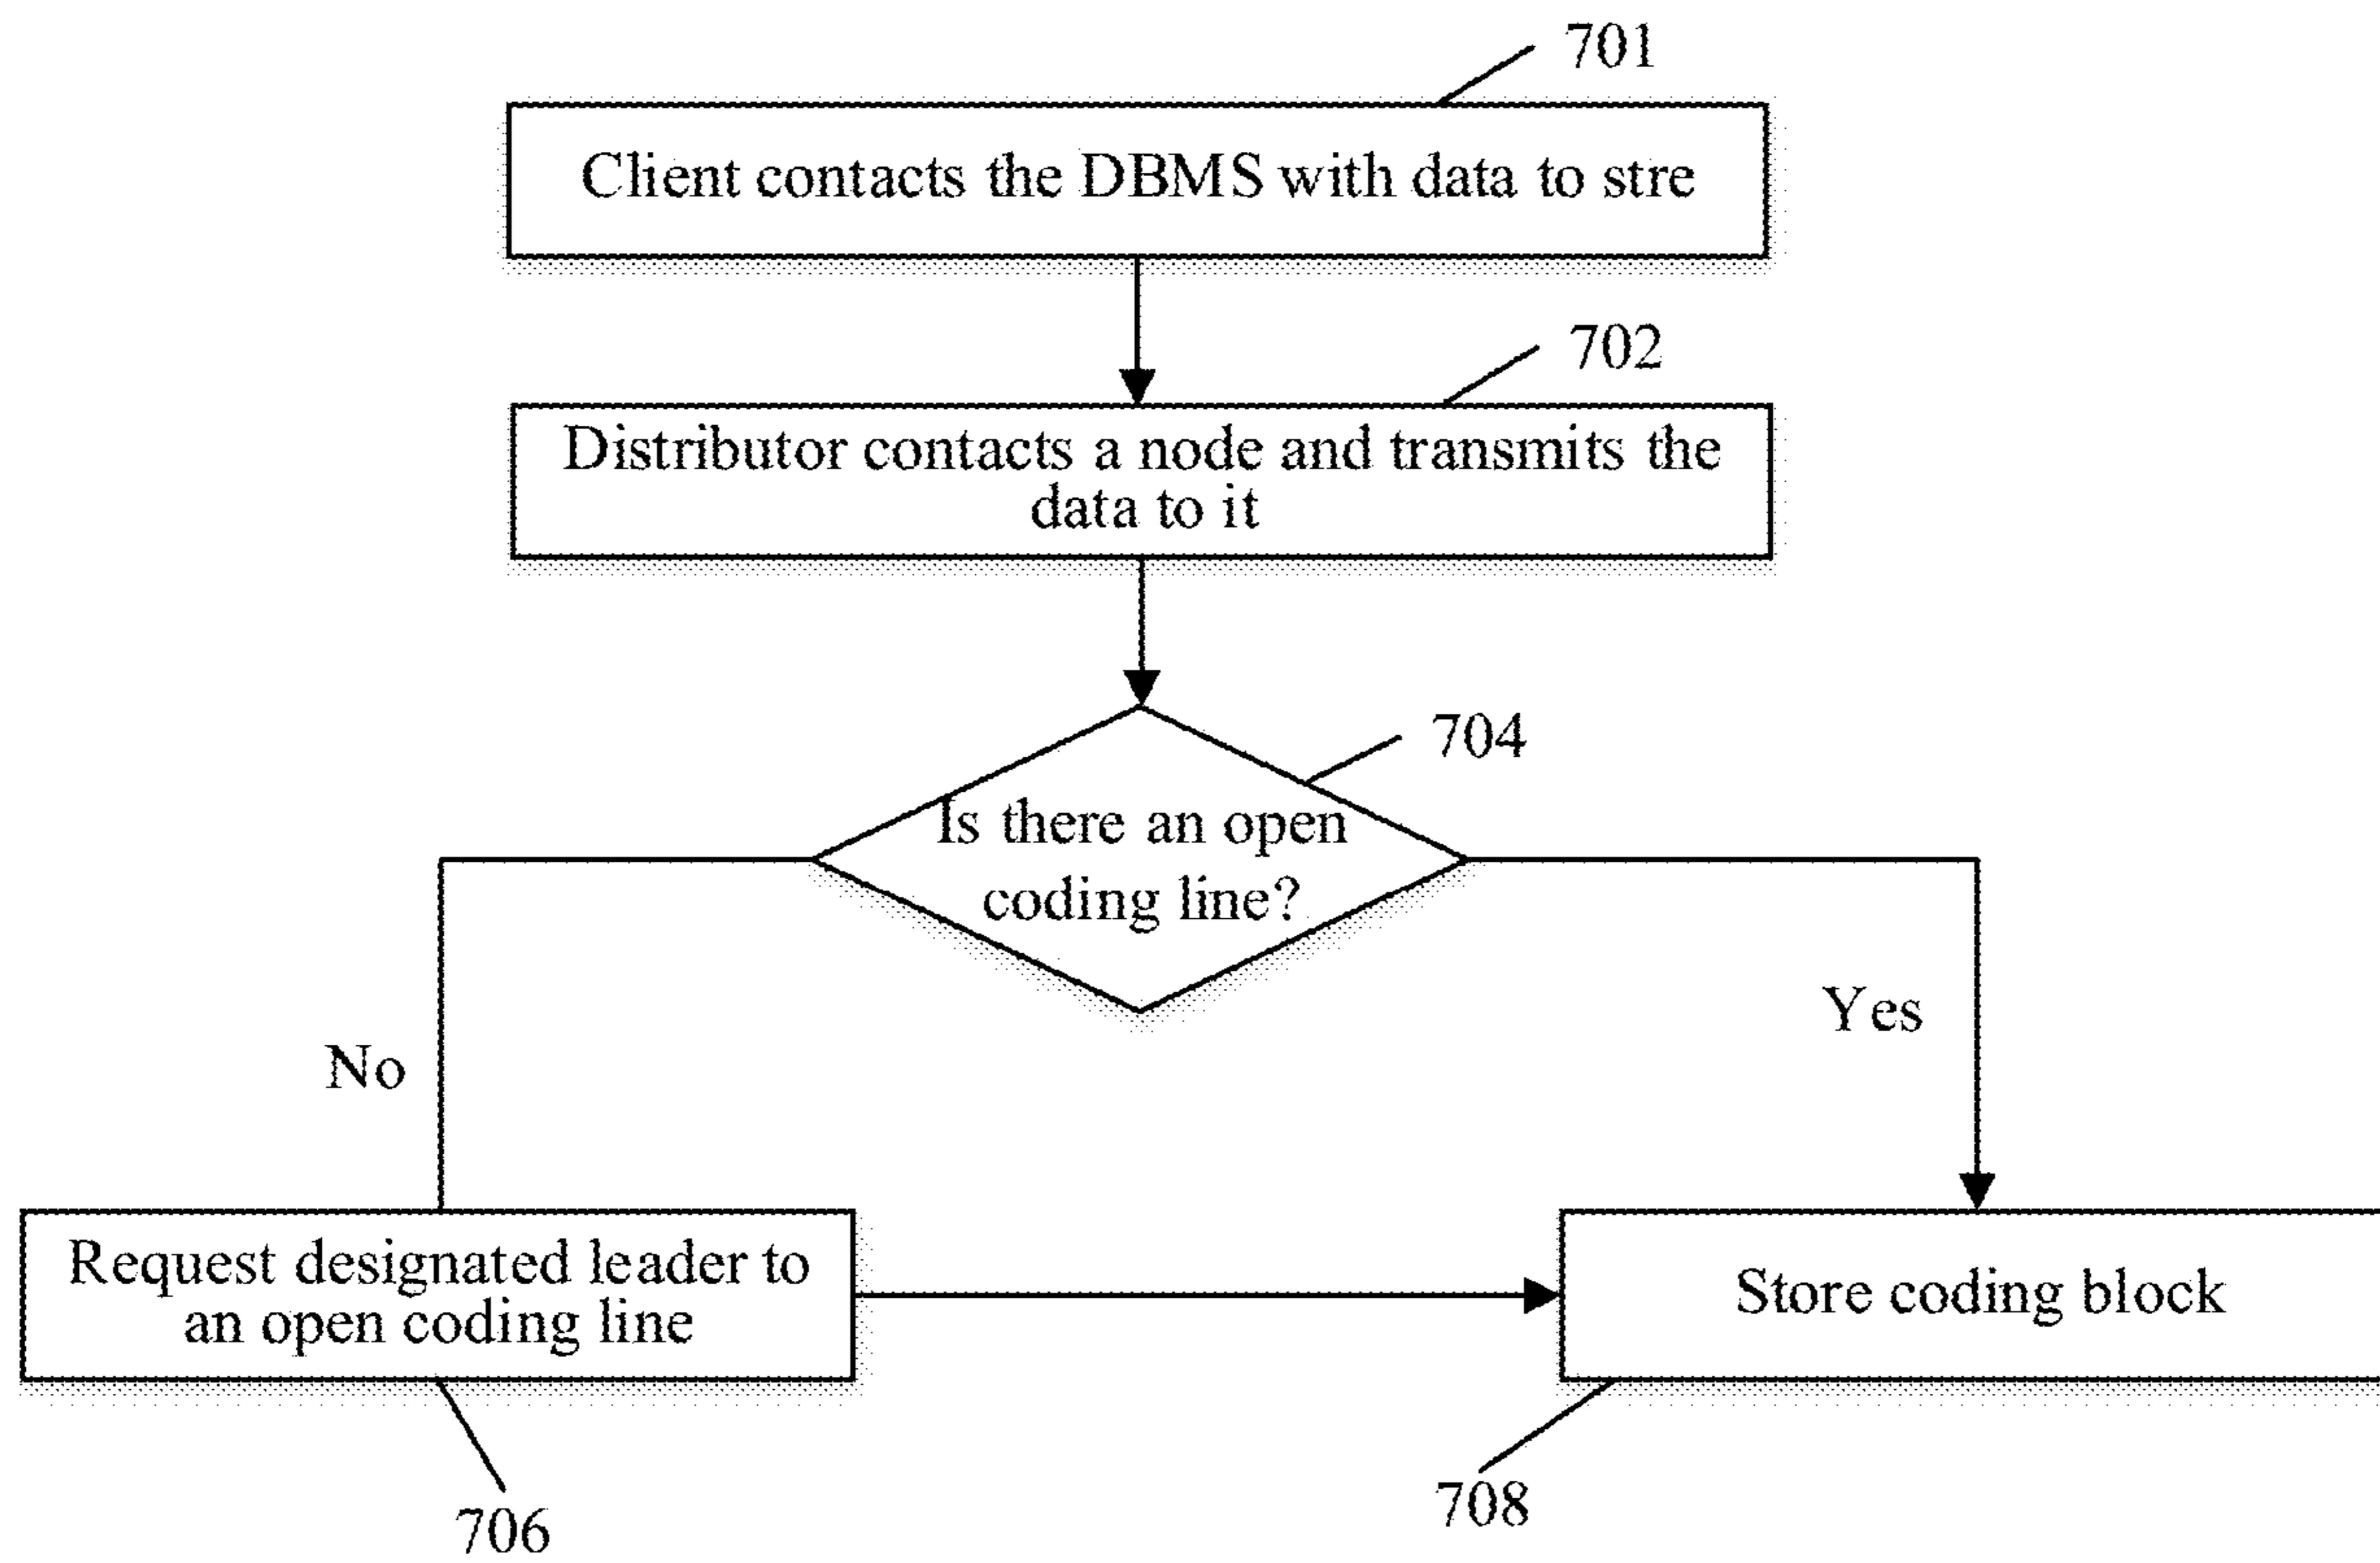 701
Client contacts the DBMS with data to stre
702
Distributor contacts a node and transmits the
data to it
704
Is there an open
coding line?
No
Yes
Request designated leader to
an open coding line
Store coding block
706
708